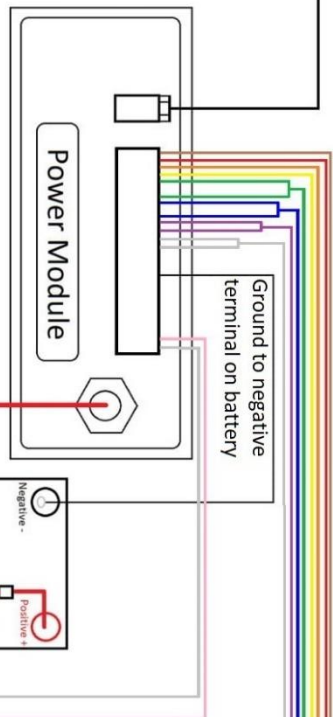 Power Module
Ground to negative
terminal on battery
Negative -
Positive +